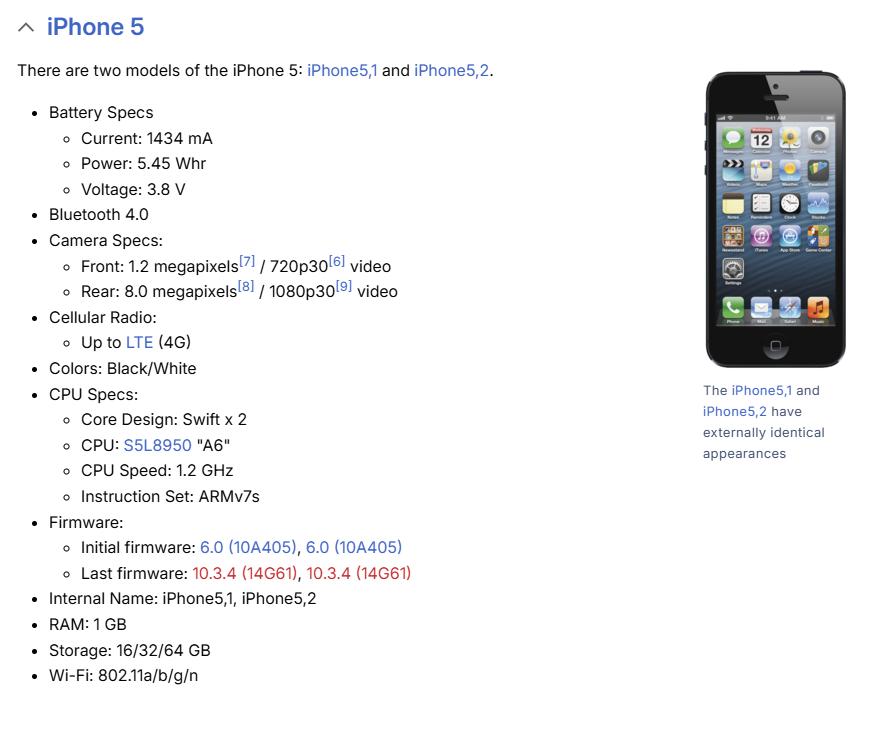 iPhone 5
There are two models of the iPhone 5: iPhone5,1 and iPhone5,2.
Battery Specs
Current: 1434 mA
Power: 5.45 Whr
Voltage: 3.8 V
Bluetooth 4.0
Camera Specs:
Front: 1.2 megapixels[7] / 720p30[6] video
Rear: 8.0 megapixels[8] / 1080p30[9] video
Cellular Radio:
Up to LTE (4G)
Colors: Black/White
CPU Specs:
Core Design: Swift x 2
CPU: S5L8950 "A6"
CPU Speed: 1.2 GHz
Instruction Set: ARMv7s
Firmware:
Initial firmware: 6.0 (10A405), 6.0 (10A405)
Last firmware: 10.3.4 (14G61), 10.3.4 (14G61)
Internal Name: iPhone5,1, iPhone5,2
RAM: 1 GB
Storage: 16/32/64 GB
Wi-Fi: 802.11a/b/g/n
9:41 AM
Messages Calendar Photos Camera
12
Videos Maps Weather Passbook
Notes Reminders Clock Stocks
Newsstand iTunes App Store Game Center
Settings
Phone Mail Safari Music
The iPhone5,1 and
iPhone5,2 have
externally identical
appearances